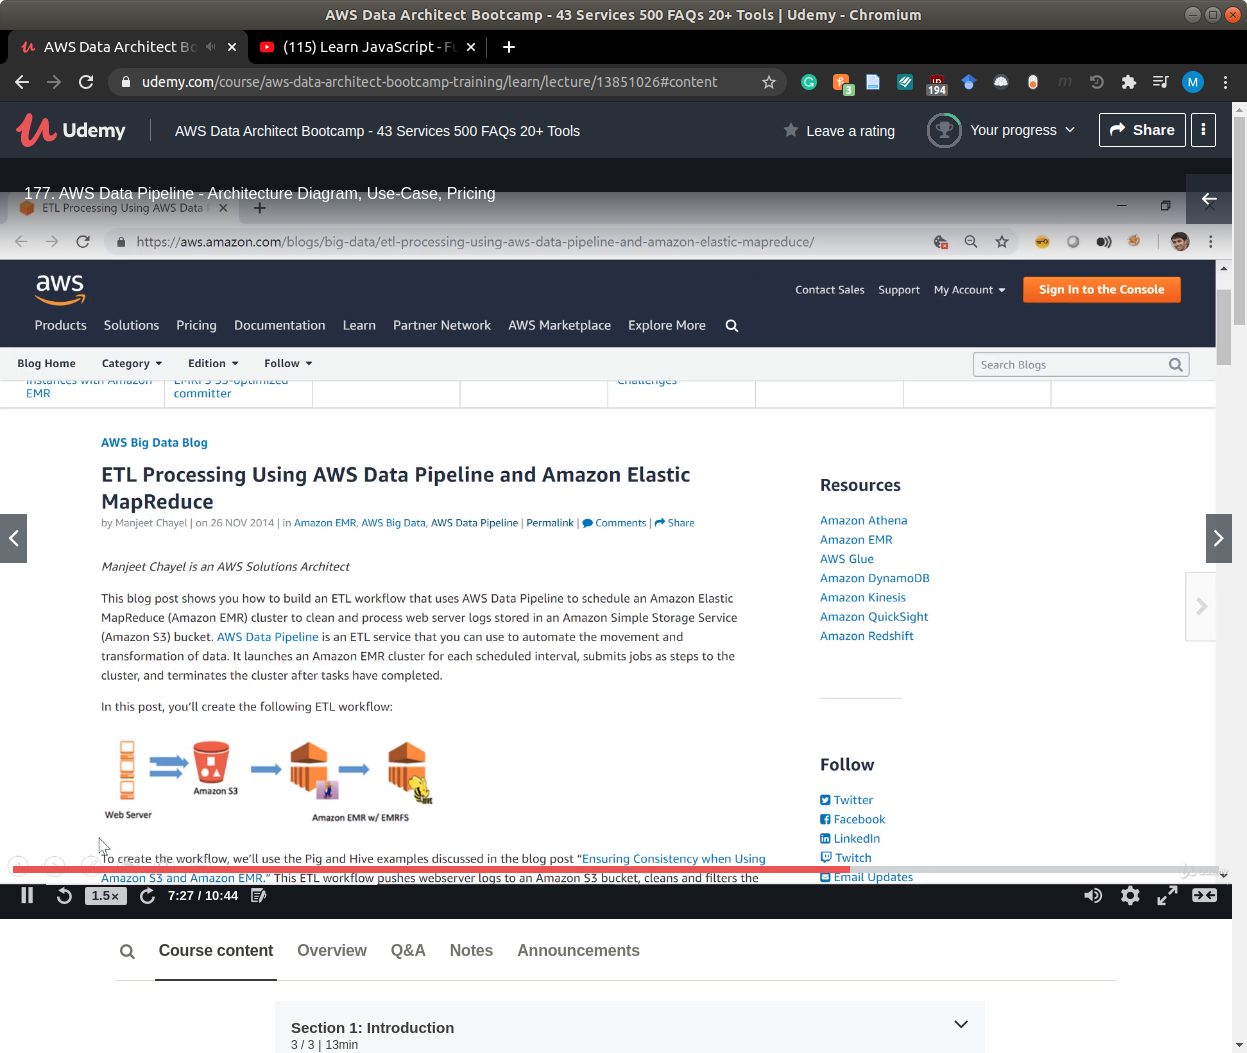 AWS Data Architect Bootcamp - 43 Services 500 FAQs 20+ Tools | Udemy - Chromium
AWS Data Architect Bo
(115) Learn JavaScript - Fu
udemy.com/course/aws-data-architect-bootcamp-training/learn/lecture/13851026#content
3
194
M
Udemy
AWS Data Architect Bootcamp - 43 Services 500 FAQs 20+ Tools
Leave a rating
Your progress
Share
177. AWS Data Pipeline - Architecture Diagram, Use-Case, Pricing
ETL Processing Using AWS Data
https://aws.amazon.com/blogs/big-data/etl-processing-using-aws-data-pipeline-and-amazon-elastic-mapreduce/
aws
Contact Sales Support My Account
Sign In to the Console
Products Solutions Pricing Documentation Learn Partner Network AWS Marketplace Explore More
Blog Home Category Edition Follow
Search Blogs
instances with Amazon EMR
EMRFS S3-optimized committer
Challenges
AWS Big Data Blog
ETL Processing Using AWS Data Pipeline and Amazon Elastic
MapReduce
by Manjeet Chayel | on 26 NOV 2014 | in Amazon EMR, AWS Big Data, AWS Data Pipeline | Permalink | Comments | Share
Manjeet Chayel is an AWS Solutions Architect
This blog post shows you how to build an ETL workflow that uses AWS Data Pipeline to schedule an Amazon Elastic
MapReduce (Amazon EMR) cluster to clean and process web server logs stored in an Amazon Simple Storage Service
(Amazon S3) bucket. AWS Data Pipeline is an ETL service that you can use to automate the movement and
transformation of data. It launches an Amazon EMR cluster for each scheduled interval, submits jobs as steps to the
cluster, and terminates the cluster after tasks have completed.
In this post, you'll create the following ETL workflow:
Web Server
Amazon S3
Amazon EMR w/ EMRFS
HIVE
To create the workflow, we'll use the Pig and Hive examples discussed in the blog post "Ensuring Consistency when Using
Amazon S3 and Amazon EMR." This ETL workflow pushes webserver logs to an Amazon S3 bucket, cleans and filters the
Resources
Amazon Athena
Amazon EMR
AWS Glue
Amazon DynamoDB
Amazon Kinesis
Amazon QuickSight
Amazon Redshift
Follow
Twitter
Facebook
LinkedIn
Twitch
Email Updates
1.5×
7:27 / 10:44
Course content
Overview
Q&A
Notes
Announcements
Section 1: Introduction
3 / 3 | 13min